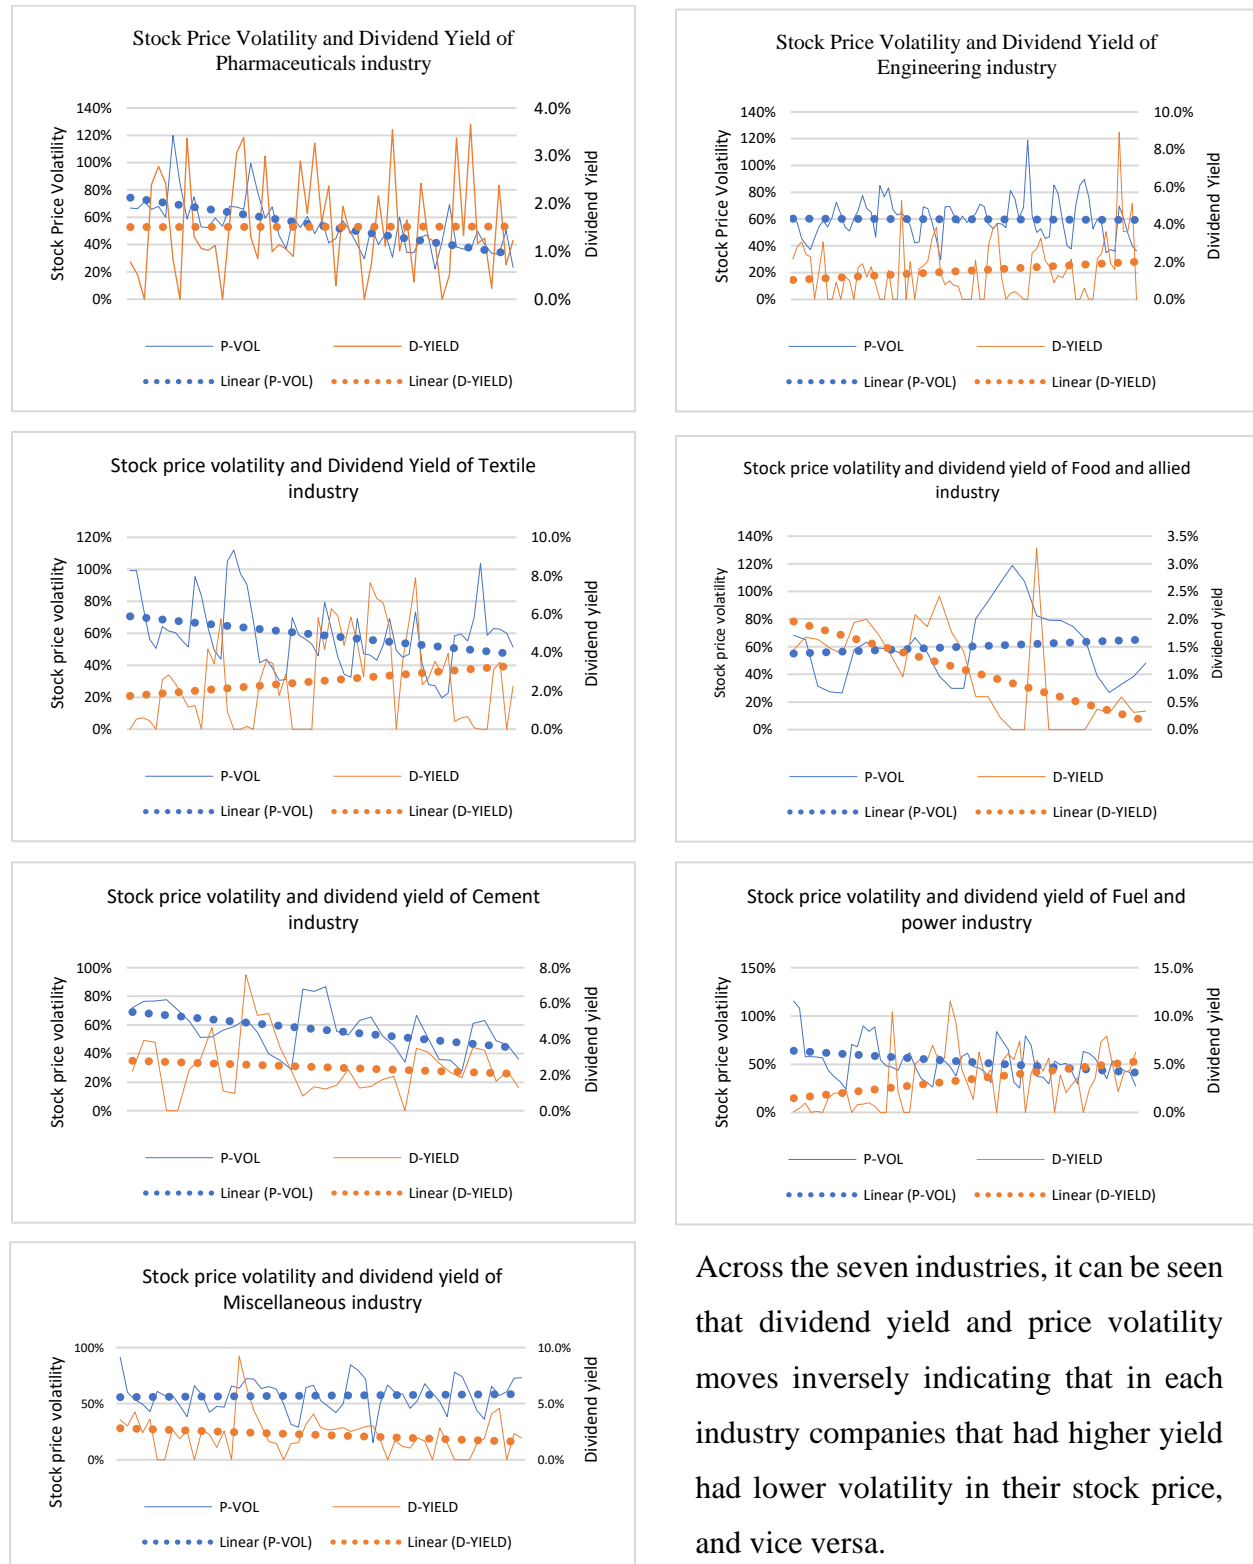 Stock Price Volatility and Dividend Yield of
Pharmaceuticals industry
Stock Price Volatility
140%
120%
100%
80%
60%
40%
20%
0%
4.0%
3.0%
2.0%
1.0%
0.0%
Dividend Yield
P-VOL
D-YIELD
Linear (P-VOL)
Linear (D-YIELD)
Stock Price Volatility and Dividend Yield of
Engineering industry
Stock Price Volatility
140%
120%
100%
80%
60%
40%
20%
0%
10.0%
8.0%
6.0%
4.0%
2.0%
0.0%
Dividend Yield
P-VOL
D-YIELD
Linear (P-VOL)
Linear (D-YIELD)
Stock price volatility and Dividend Yield of Textile
industry
Stock price volatility
120%
100%
80%
60%
40%
20%
0%
10.0%
8.0%
6.0%
4.0%
2.0%
0.0%
Dividend yield
P-VOL
D-YIELD
Linear (P-VOL)
Linear (D-YIELD)
Stock price volatility and dividend yield of Food and allied
industry
Stock price volatility
140%
120%
100%
80%
60%
40%
20%
0%
3.5%
3.0%
2.5%
2.0%
1.5%
1.0%
0.5%
0.0%
Dividend yield
P-VOL
D-YIELD
Linear (P-VOL)
Linear (D-YIELD)
Stock price volatility and dividend yield of Cement
industry
Stock price volatility
100%
80%
60%
40%
20%
0%
8.0%
6.0%
4.0%
2.0%
0.0%
Dividend yield
P-VOL
D-YIELD
Linear (P-VOL)
Linear (D-YIELD)
Stock price volatility and dividend yield of Fuel and
power industry
Stock price volatility
150%
100%
50%
0%
15.0%
10.0%
5.0%
0.0%
Dividend yield
P-VOL
D-YIELD
Linear (P-VOL)
Linear (D-YIELD)
Stock price volatility and dividend yield of
Miscellaneous industry
Stock price volatility
100%
50%
0%
10.0%
5.0%
0.0%
Dividend yield
P-VOL
D-YIELD
Linear (P-VOL)
Linear (D-YIELD)
Across the seven industries, it can be seen
that dividend yield and price volatility
moves inversely indicating that in each
industry companies that had higher yield
had lower volatility in their stock price,
and vice versa.